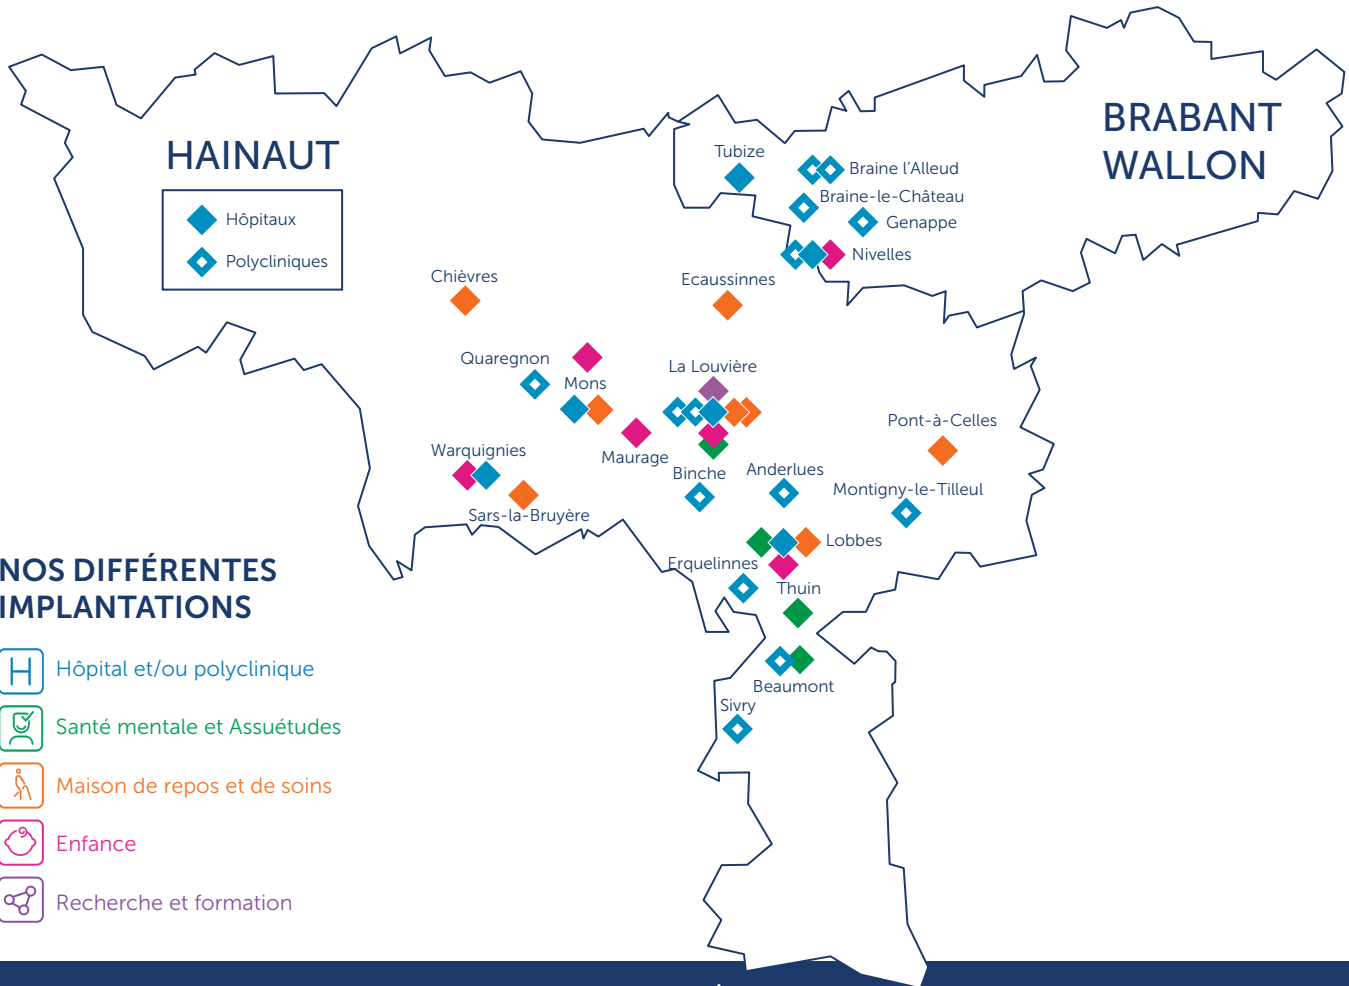 HAINAUT
Hôpitaux
Polycliniques
BRABANT
WALLON
Tubize
Braine l'Alleud
Braine-le-Château
Genappe
Nivelles
Chièvres
Ecaussinnes
Quaregnon
Mons
La Louvière
Pont-à-Celles
Warquignies
Maurage
Binche
Anderlues
Montigny-le-Tilleul
Sars-la-Bruyère
Lobbes
Erquelinnes
Thuin
Beaumont
Sivry
NOS DIFFÉRENTES
IMPLANTATIONS
H Hôpital et/ou polyclinique
Santé mentale et Assuétudes
Maison de repos et de soins
Enfance
Recherche et formation